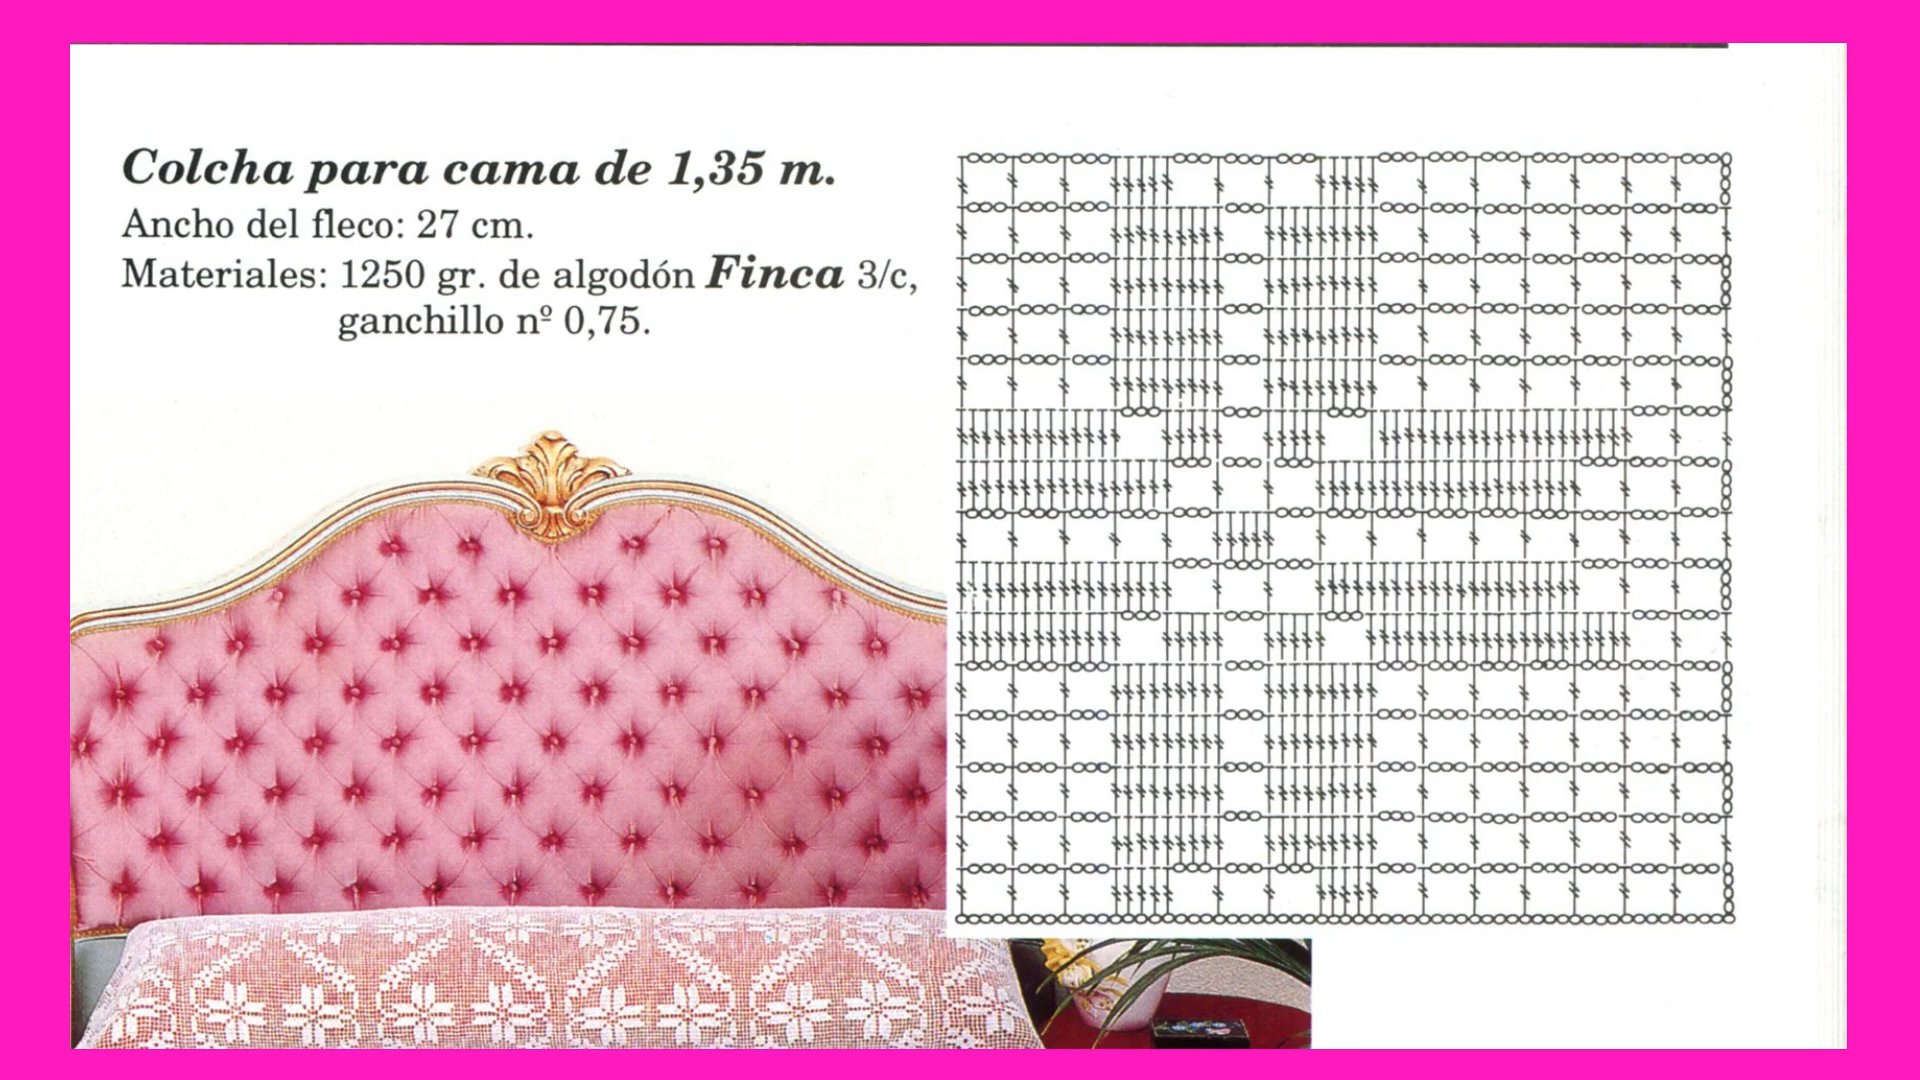 Colcha para cama de 1,35 m.
Ancho del fleco: 27 cm.
Materiales: 1250 gr. de algodón Finca 3/c,
ganchillo nº 0,75.